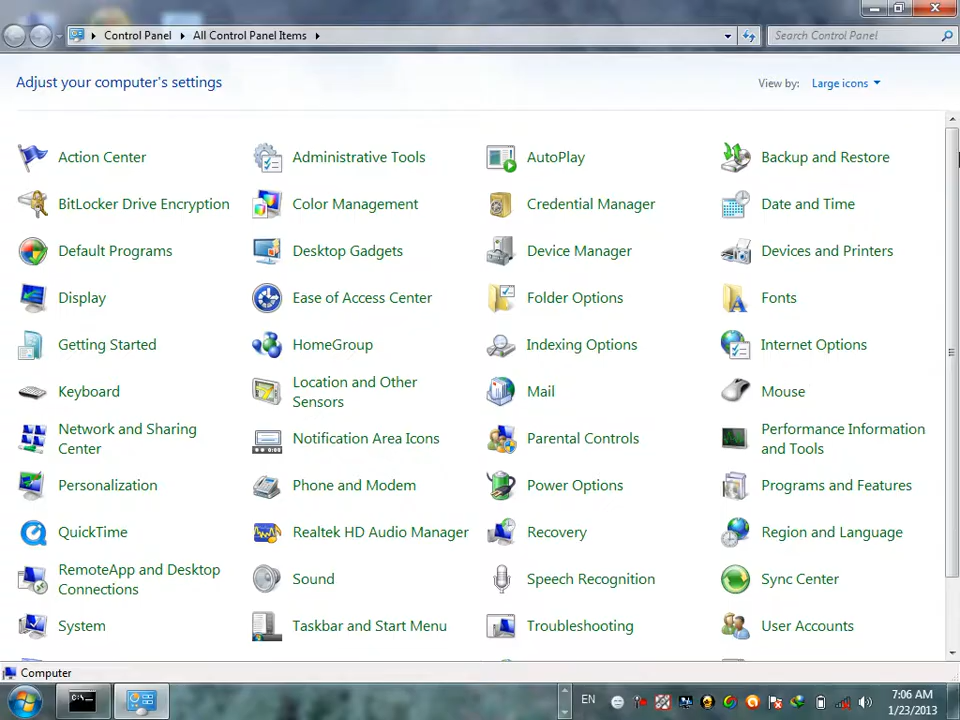 Control Panel
All Control Panel Items
Search Control Panel
Adjust your computer's settings
View by:
Large icons
Action Center
Administrative Tools
AutoPlay
Backup and Restore
BitLocker Drive Encryption
Color Management
Credential Manager
Date and Time
Default Programs
Desktop Gadgets
Device Manager
Devices and Printers
Display
Ease of Access Center
Folder Options
Fonts
Getting Started
HomeGroup
Indexing Options
Internet Options
Keyboard
Location and Other
Sensors
Mail
Mouse
Network and Sharing
Center
Notification Area Icons
Parental Controls
Performance Information
and Tools
Personalization
Phone and Modem
Power Options
Programs and Features
QuickTime
Realtek HD Audio Manager
Recovery
Region and Language
RemoteApp and Desktop
Connections
Sound
Speech Recognition
Sync Center
System
Taskbar and Start Menu
Troubleshooting
User Accounts
Computer
EN
7:06 AM
1/23/2013